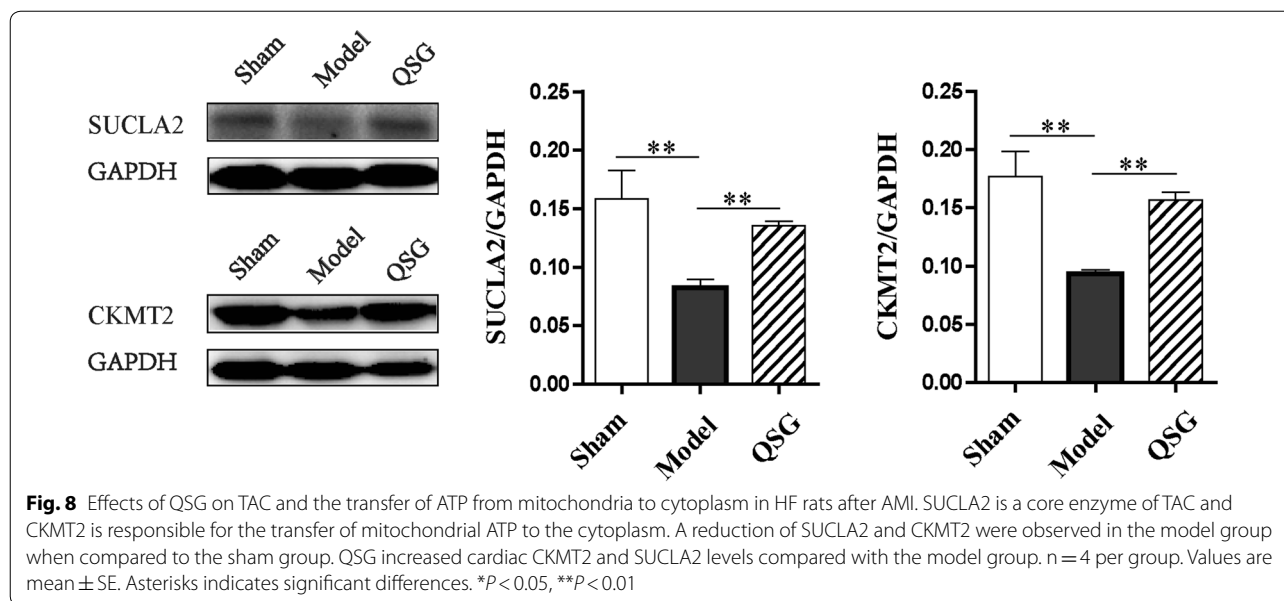 Sham Model QSG
SUCLA2
GAPDH
Sham Model QSG
CKMT2
GAPDH
SUCLA2/GAPDH
0.25
0.20
0.15
0.10
0.05
0.00
**
**
Sham Model QSG
CKMT2/GAPDH
0.25
0.20
0.15
0.10
0.05
0.00
**
**
Sham Model QSG
Fig. 8 Effects of QSG on TAC and the transfer of ATP from mitochondria to cytoplasm in HF rats after AMI. SUCLA2 is a core enzyme of TAC and
CKMT2 is responsible for the transfer of mitochondrial ATP to the cytoplasm. A reduction of SUCLA2 and CKMT2 were observed in the model group
when compared to the sham group. QSG increased cardiac CKMT2 and SUCLA2 levels compared with the model group. n = 4 per group. Values are
mean ± SE. Asterisks indicates significant differences. *P < 0.05, **P < 0.01